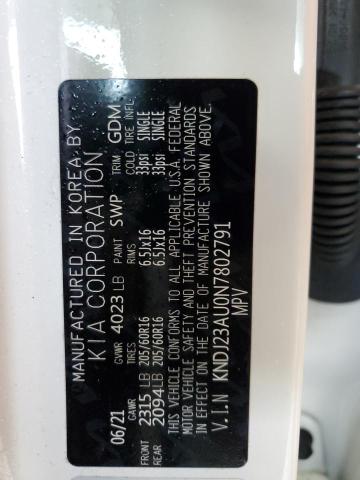 MANUFACTURED IN KOREA BY
KIA CORPORATION
06/21 GVWR 4023 LB PAINT SWP TRIM GDM
GAWR TIRES RIMS COLD TIRE INFL.
FRONT 2315 LB 205/60R16 6.5Jx16 33psi SINGLE
REAR 2094 LB 205/60R16 6.5Jx16 33psi SINGLE
THIS VEHICLE CONFORMS TO ALL APPLICABLE U.S.A. FEDERAL
MOTOR VEHICLE SAFETY AND THEFT PREVENTION STANDARDS
IN EFFECT ON THE DATE OF MANUFACTURE SHOWN ABOVE.
V.I.N KNDJ23AU0N7802791
MPV